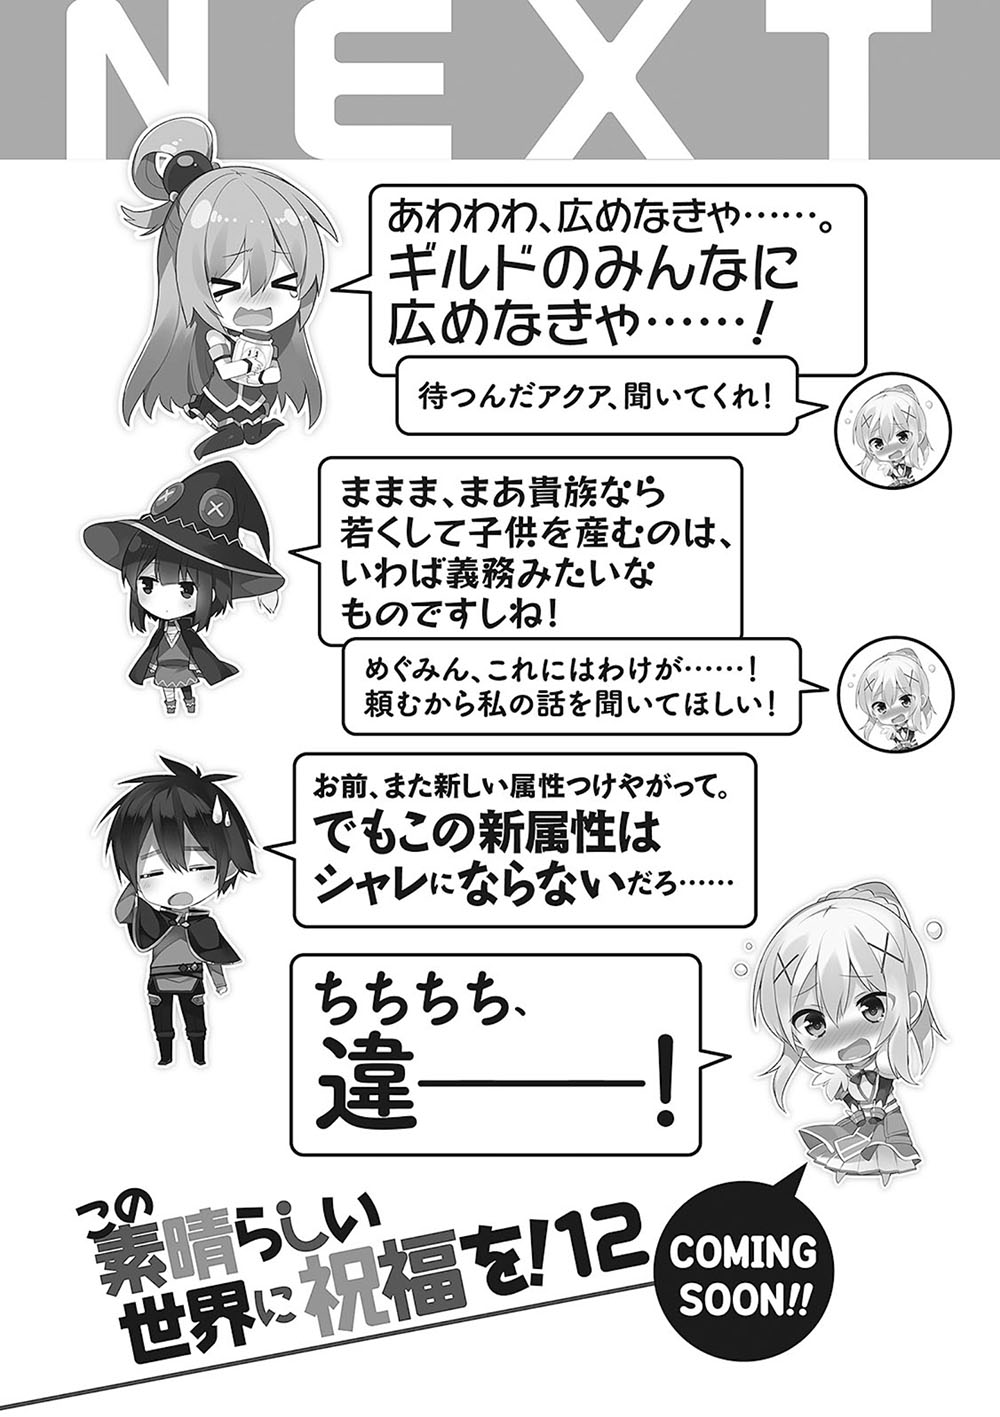 NEXT
あわわわ、広めなきゃ……。
ギルドのみんなに
広めなきゃ……！
待つんだアクア、聞いてくれ！
ままま、まあ貴族なら
若くして子供を産むのは、
いわば義務みたいな
ものですしね！
めぐみん、これにはわけが……！
頼むから私の話を聞いてほしい！
お前、また新しい属性つけやがって。
でもこの新属性は
シャレにならないだろ……
ちちちち、
違――――！
この
素晴らしい
世界に祝福を！12
COMING
SOON!!